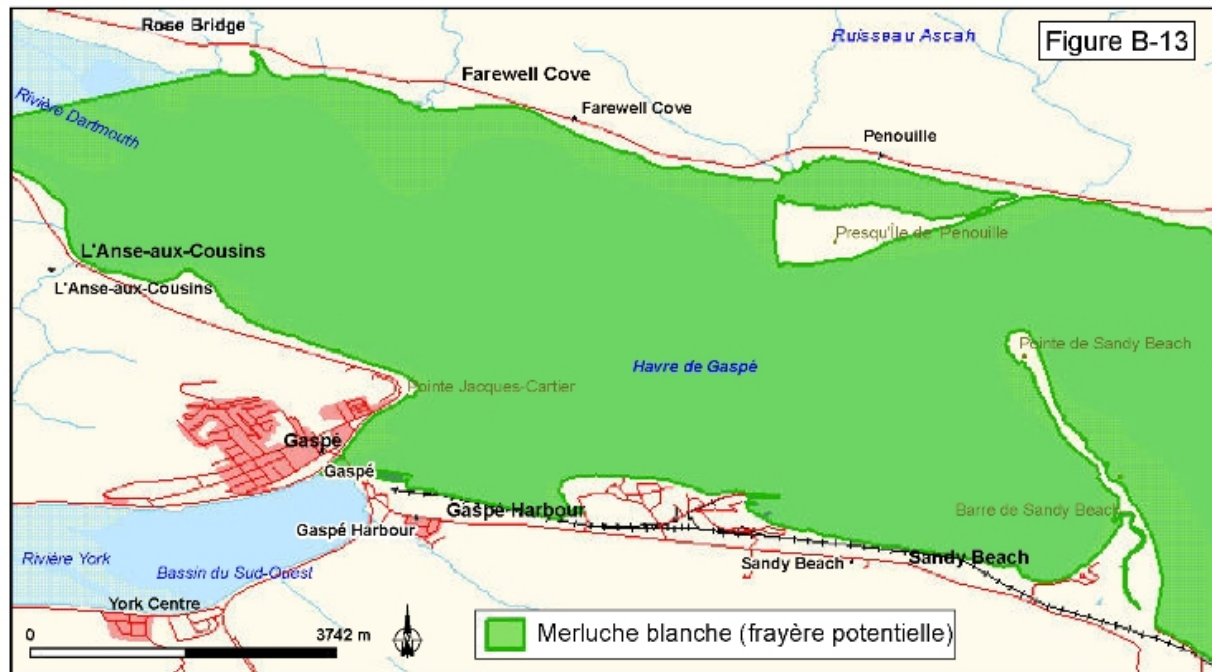 Rose Bridge
Ruisseau Ascah
Figure B-13
Farewell Cove
Farewell Cove
Rivière Dartmouth
Penouille
Presqu'Île de Penouille
L'Anse-aux-Cousins
L'Anse-aux-Cousins
Pointe de Sandy Beach
Havre de Gaspé
Pointe Jacques-Cartier
Gaspé
Gaspé
Gaspé Harbour
Barre de Sandy Beach
Gaspé Harbour
Sandy Beach
Sandy Beach
Rivière York
Bassin du Sud-Ouest
York Centre
0
3742 m
Merluche blanche (frayère potentielle)